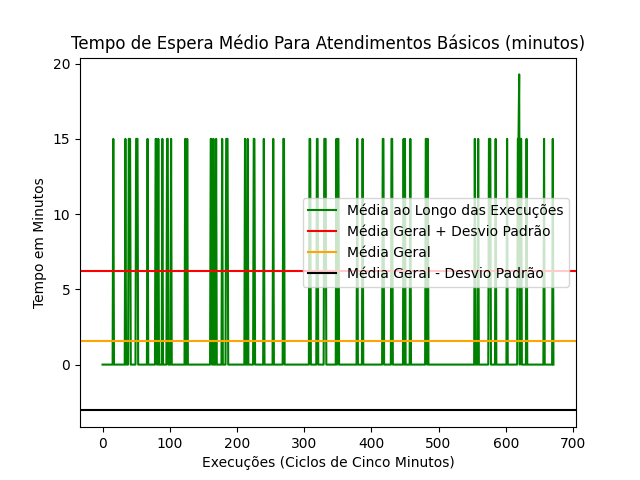 Tempo de Espera Médio Para Atendimentos Básicos (minutos)
Tempo em Minutos
20
15
10
5
0
Média ao Longo das Execuções
Média Geral + Desvio Padrão
Média Geral
Média Geral - Desvio Padrão
0 100 200 300 400 500 600 700
Execuções (Ciclos de Cinco Minutos)